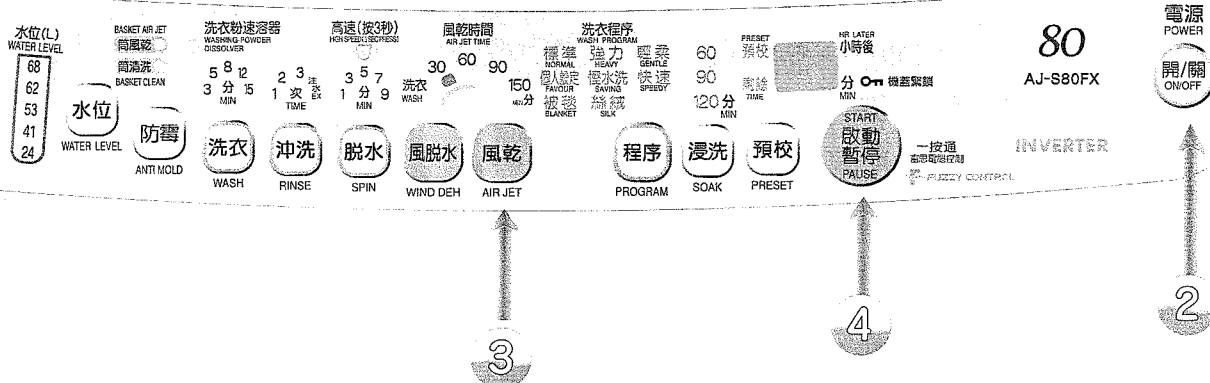 水位(L)
WATER LEVEL
68
62
53
41
24
水位
WATER LEVEL
BASKET AIR JET
筒風乾
筒清洗
BASKET CLEAN
防霉
ANTI MOLD
洗衣粉速溶器
WASHING POWDER
DISSOLVER
5 8 12
3 分 15
MIN
洗衣
WASH
2 3 注水
1 次 EX
TIME
沖洗
RINSE
高速(按3秒)
3 5 7
1 分 9
MIN
脱水
SPIN
風乾時間
AIR JET TIME
30 60 90
洗衣
WASH
150
MIN 分
風脱水
WIND DEH
風乾
AIR JET
洗衣程序
WASH PROGRAM
標準 強力 輕柔
NORMAL HEAVY GENTLE
個人設定 慳水洗 快速
FAVOUR SAVING SPEEDY
被毯 絲絨
BLANKET SILK
程序
PROGRAM
60
90
120 分
MIN
浸洗
SOAK
PRESET
預校
TIME
預校
PRESET
HR LATER
小時後
分
MIN
機蓋緊鎖
START
啟動
暫停
PAUSE
一按通
FUZZY CONTROL
80
AJ-S80FX
INVERTER
電源
POWER
開/關
ON/OFF
3
4
2